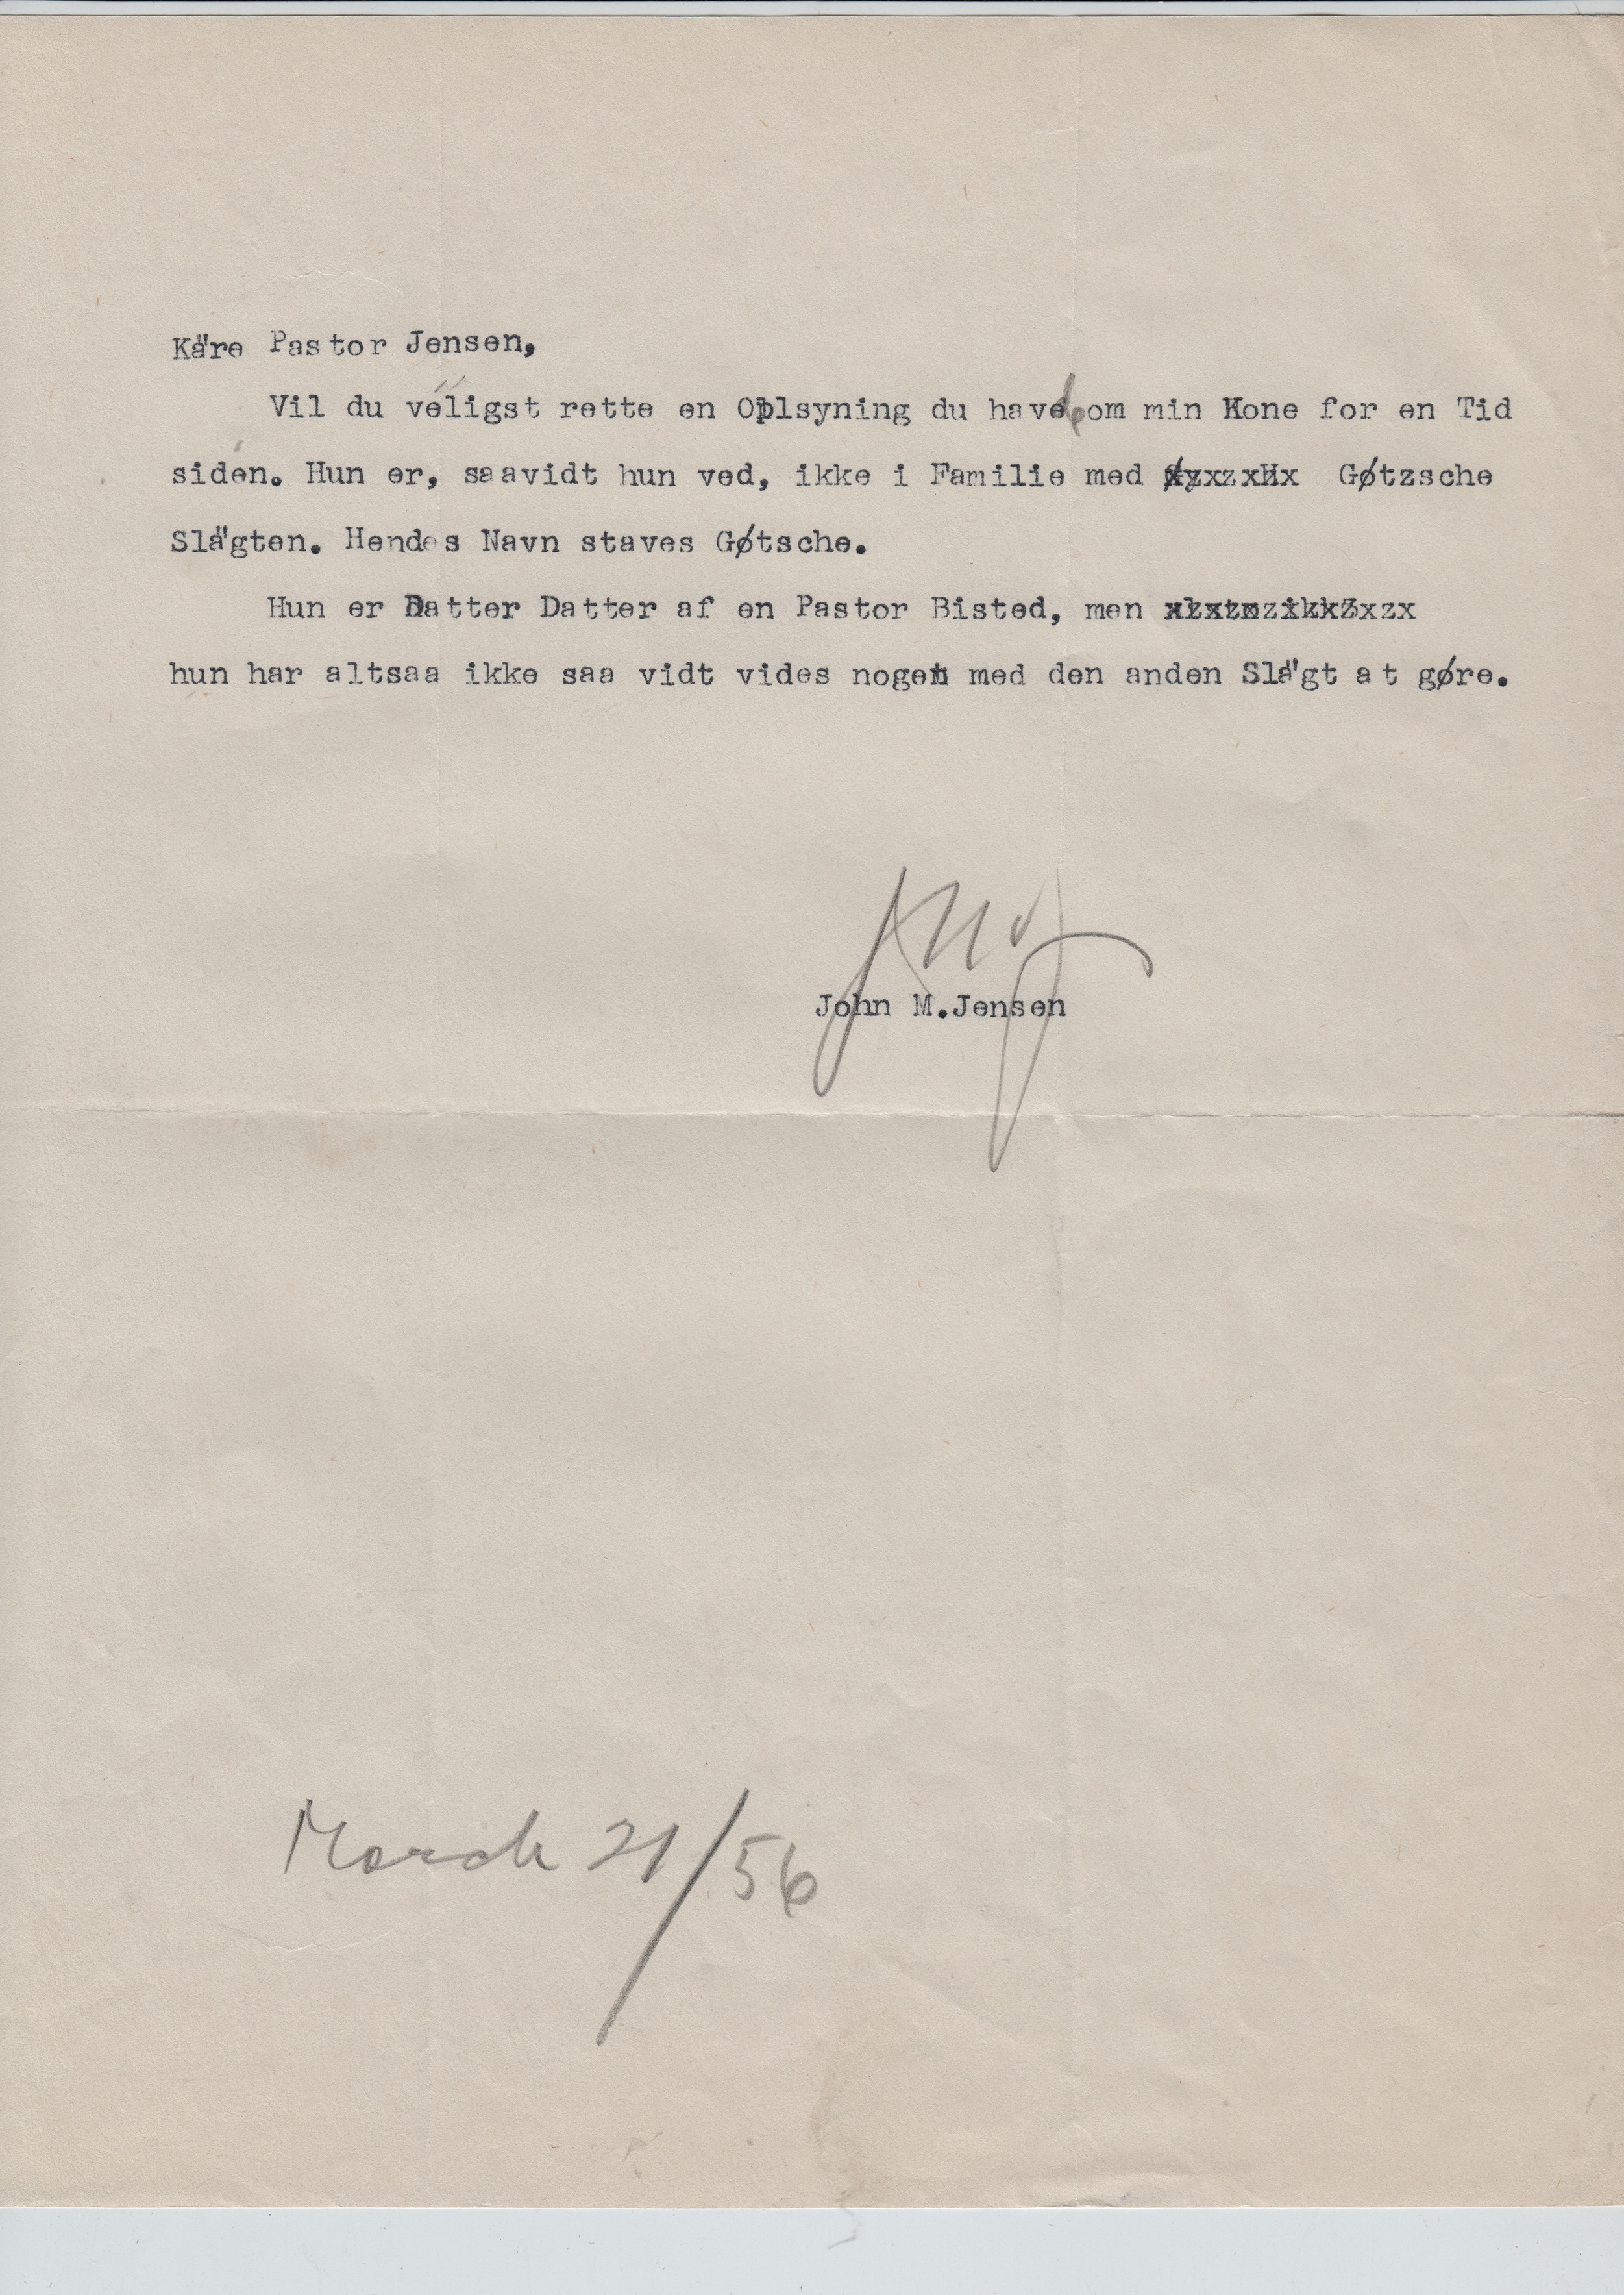 Käre Pastor Jensen,
Vil du veligst rette en Oplsyning du havde om min Kone for en Tid
siden. Hun er, saavidt hun ved, ikke i Familie med Gøtzsche
Slägten. Hendes Navn staves Gøtsche.
Hun er Datter Datter af en Pastor Bisted, men
hun har altsaa ikke saa vidt vides noget med den anden Slägt at gøre.
John M.Jensen
March 21/56